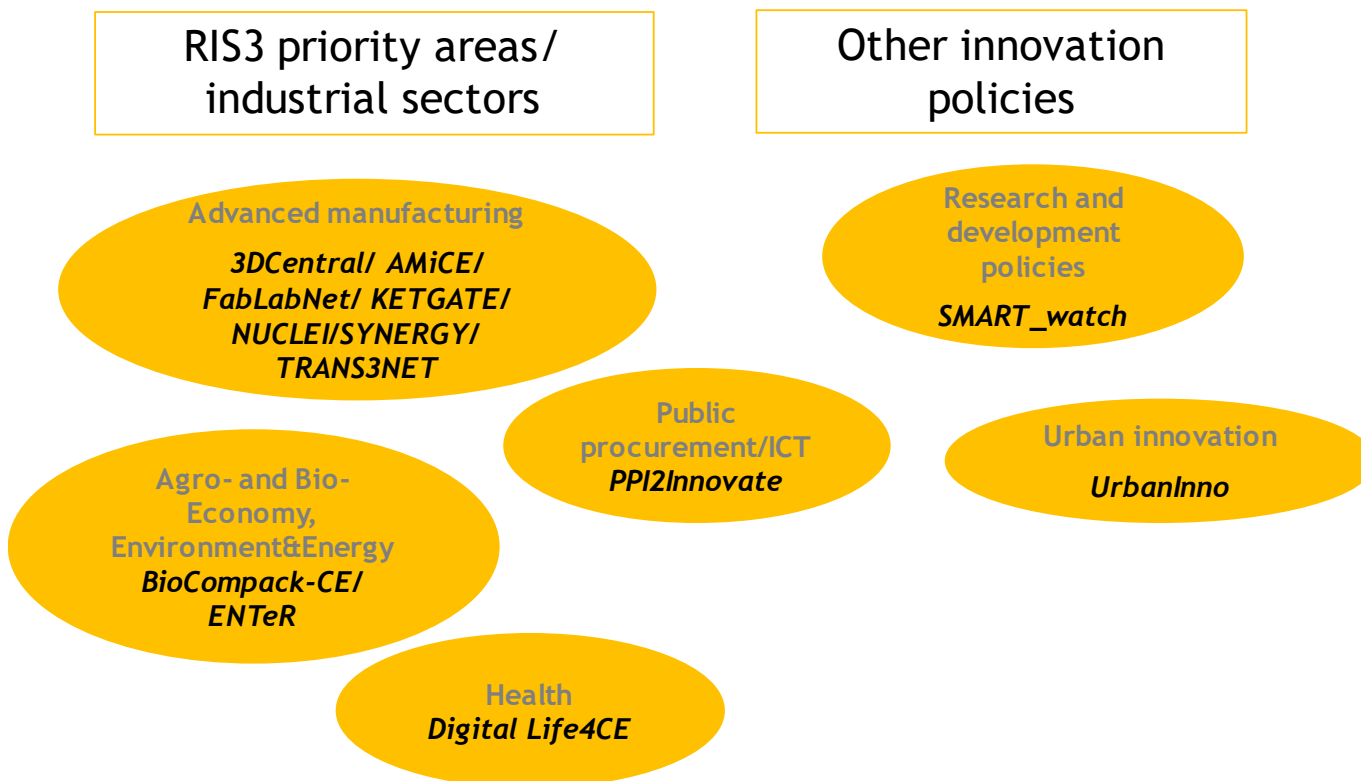 RIS3 priority areas/
industrial sectors
Other innovation
policies
Advanced manufacturing
3DCentral/ AMiCE/
FabLabNet/ KETGATE/
NUCLEI/SYNERGY/
TRANS3NET
Research and
development
policies
SMART_watch
Public
procurement/ICT
PPI2Innovate
Urban innovation
UrbanInno
Agro- and Bio-
Economy,
Environment&Energy
BioCompack-CE/
ENTeR
Health
Digital Life4CE